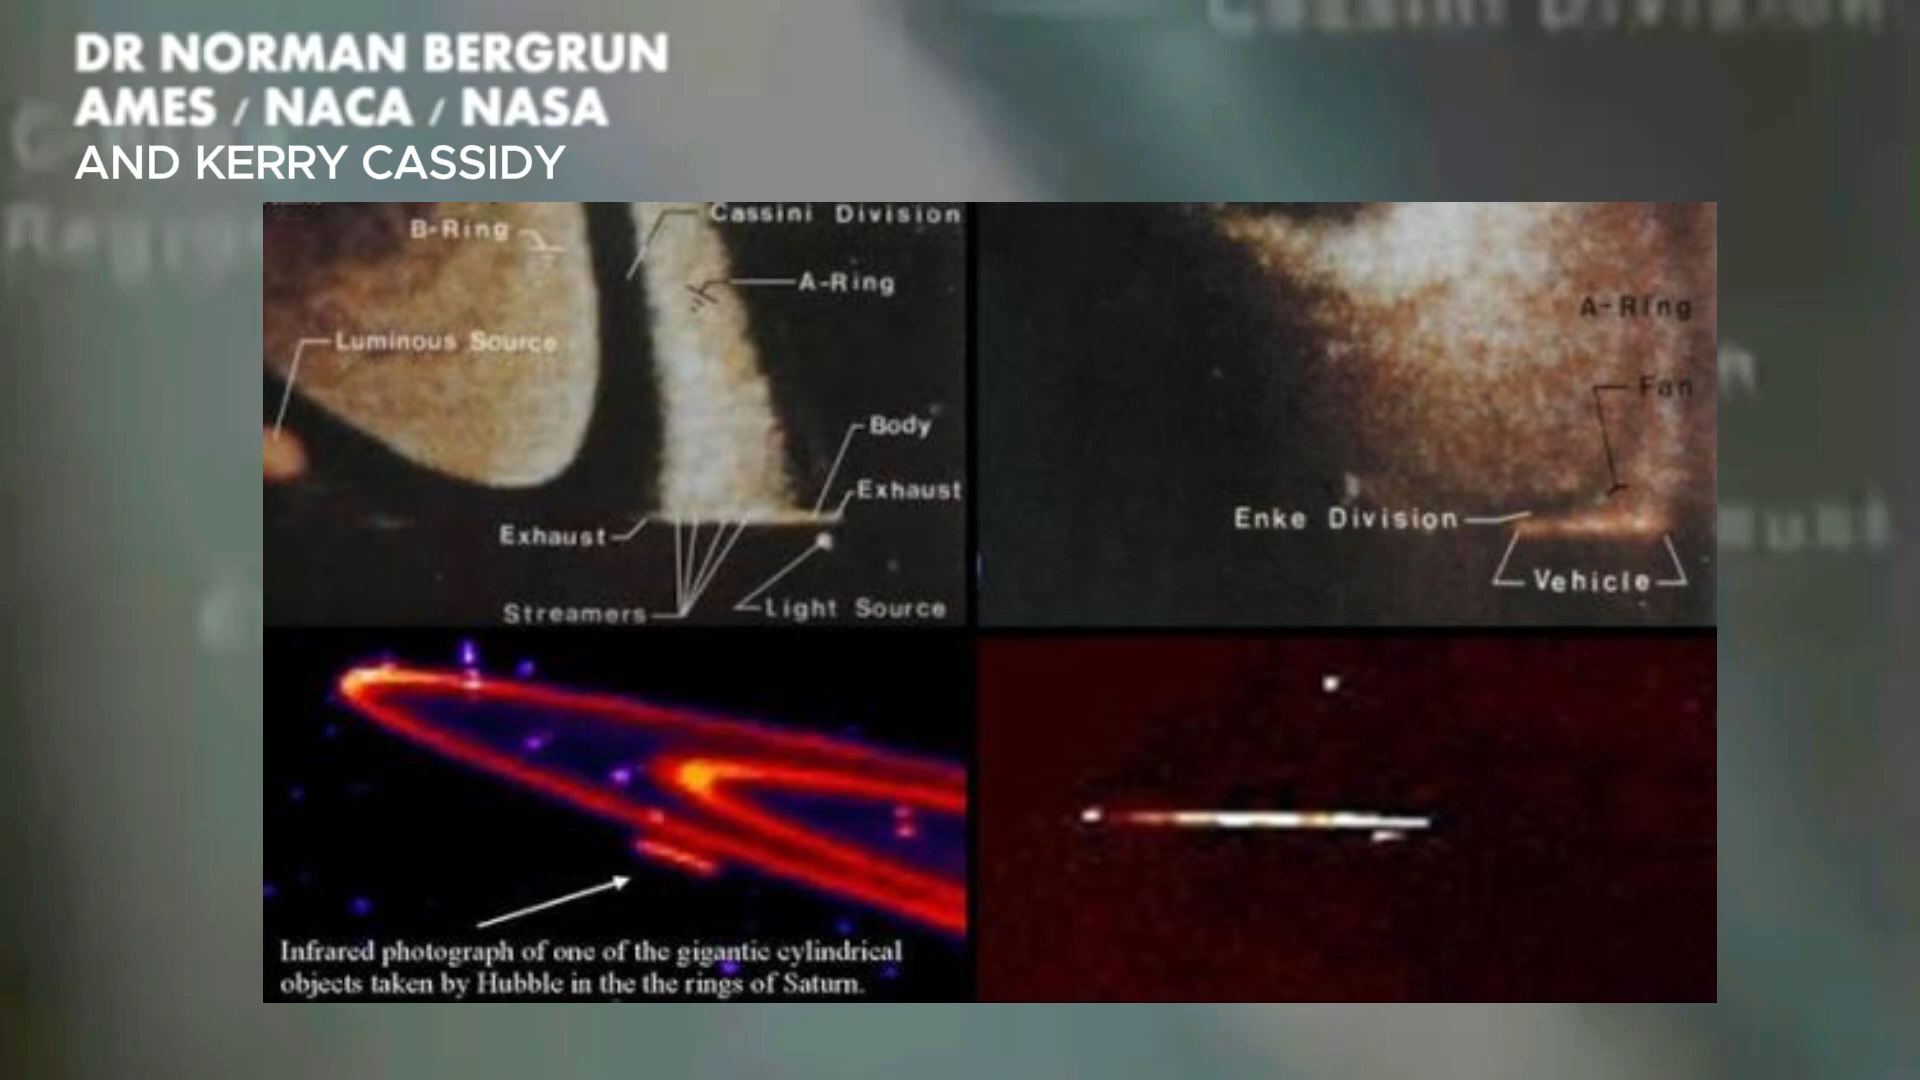 DR NORMAN BERGRUN
AMES / NACA / NASA
AND KERRY CASSIDY
Cassini Division
B-Ring
Cassini Division
A-Ring
Luminous Source
Body
Exhaust
Exhaust
Streamers
Light Source
A-Ring
Fan
Enke Division
Vehicle
Infrared photograph of one of the gigantic cylindrical
objects taken by Hubble in the the rings of Saturn.